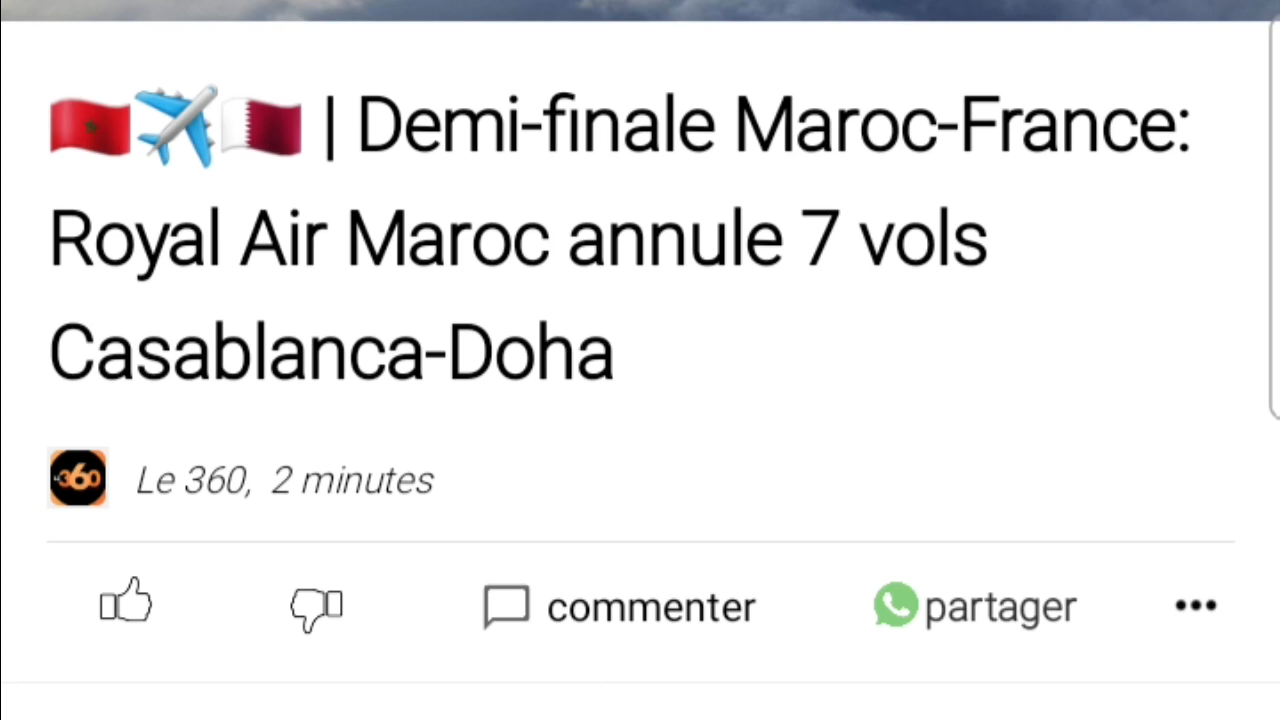 🇲🇦✈️🇶🇦 | Demi-finale Maroc-France:
Royal Air Maroc annule 7 vols
Casablanca-Doha
360
Le 360, 2 minutes
commenter
partager